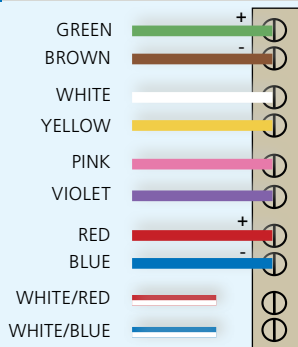 GREEN +
BROWN -
WHITE
YELLOW
PINK
VIOLET
RED +
BLUE -
WHITE/RED
WHITE/BLUE